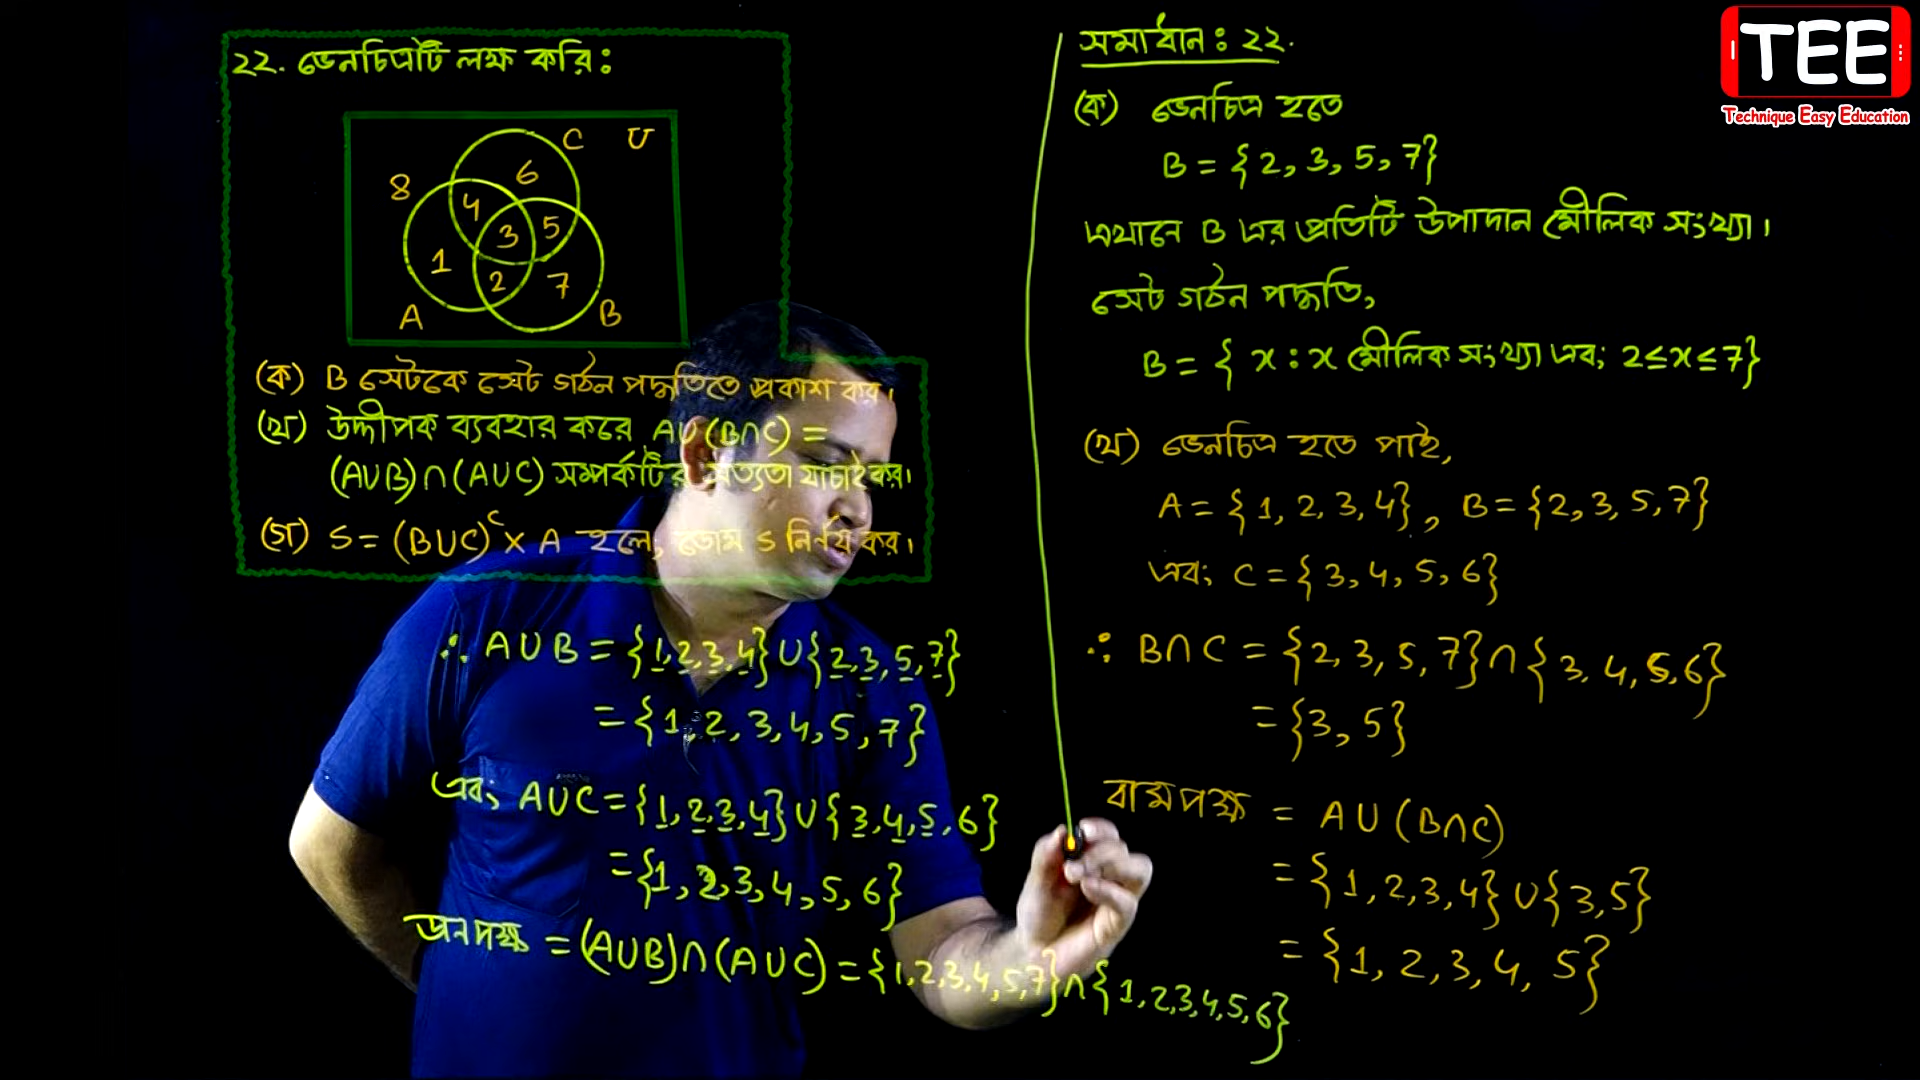 ২২. ভেনচিত্রটি লক্ষ করি :
C U
6
8
4
3 5
1
2 7
A B
(ক) B সেটকে সেট গঠন পদ্ধতিতে প্রকাশ কর।
(খ) উদ্দীপক ব্যবহার করে A∪(B∩C) =
(A∪B)∩(A∪C) সম্পর্কটির সত্যতা যাচাই কর।
(গ) S = (B∪C)ᶜ × A হলে, ডোম S নির্ণয় কর।
∴ A∪B = {1,2,3,4}∪{2,3,5,7}
= {1,2,3,4,5,7}
এবং A∪C = {1,2,3,4}∪{3,4,5,6}
= {1,2,3,4,5,6}
ডানপক্ষ = (A∪B)∩(A∪C) = {1,2,3,4,5,7}∩{1,2,3,4,5,6}
সমাধান : ২২.
(ক) ভেনচিত্র হতে
B = {2, 3, 5, 7}
এখানে B এর প্রতিটি উপাদান মৌলিক সংখ্যা।
সেট গঠন পদ্ধতি,
B = { x : x মৌলিক সংখ্যা এবং 2≤x≤7}
(খ) ভেনচিত্র হতে পাই,
A = {1, 2, 3, 4}, B = {2, 3, 5, 7}
এবং C = {3, 4, 5, 6}
∴ B∩C = {2, 3, 5, 7}∩{3, 4, 5, 6}
= {3, 5}
বামপক্ষ = A∪(B∩C)
= {1,2,3,4}∪{3,5}
= {1, 2, 3, 4, 5}
TEE
Technique Easy Education